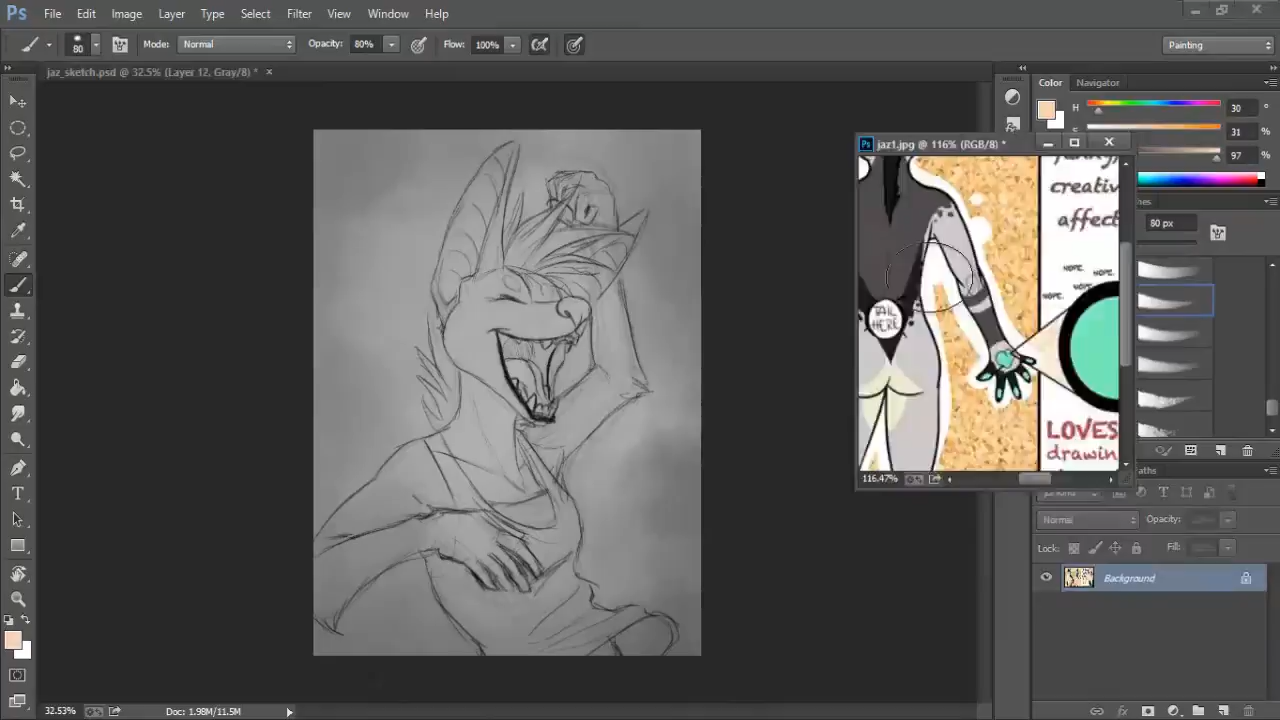 Ps File Edit Image Layer Type Select Filter View Window Help
80 Mode: Normal Opacity: 80% Flow: 100% Painting
jaz_sketch.psd @ 32.5% (Layer 12, Gray/8) * ×
Color Navigator
H 30 °
31 %
97 %
Ps jaz1.jpg @ 116% (RGB/8) *
creativ
affect
NOPE.
NOPE.
NOPE.
TAIL
HERE
LOVES
drawin
116.47%
80 px
Normal Opacity:
Lock: Fill:
Background
32.53% Doc: 1.98M/11.5M